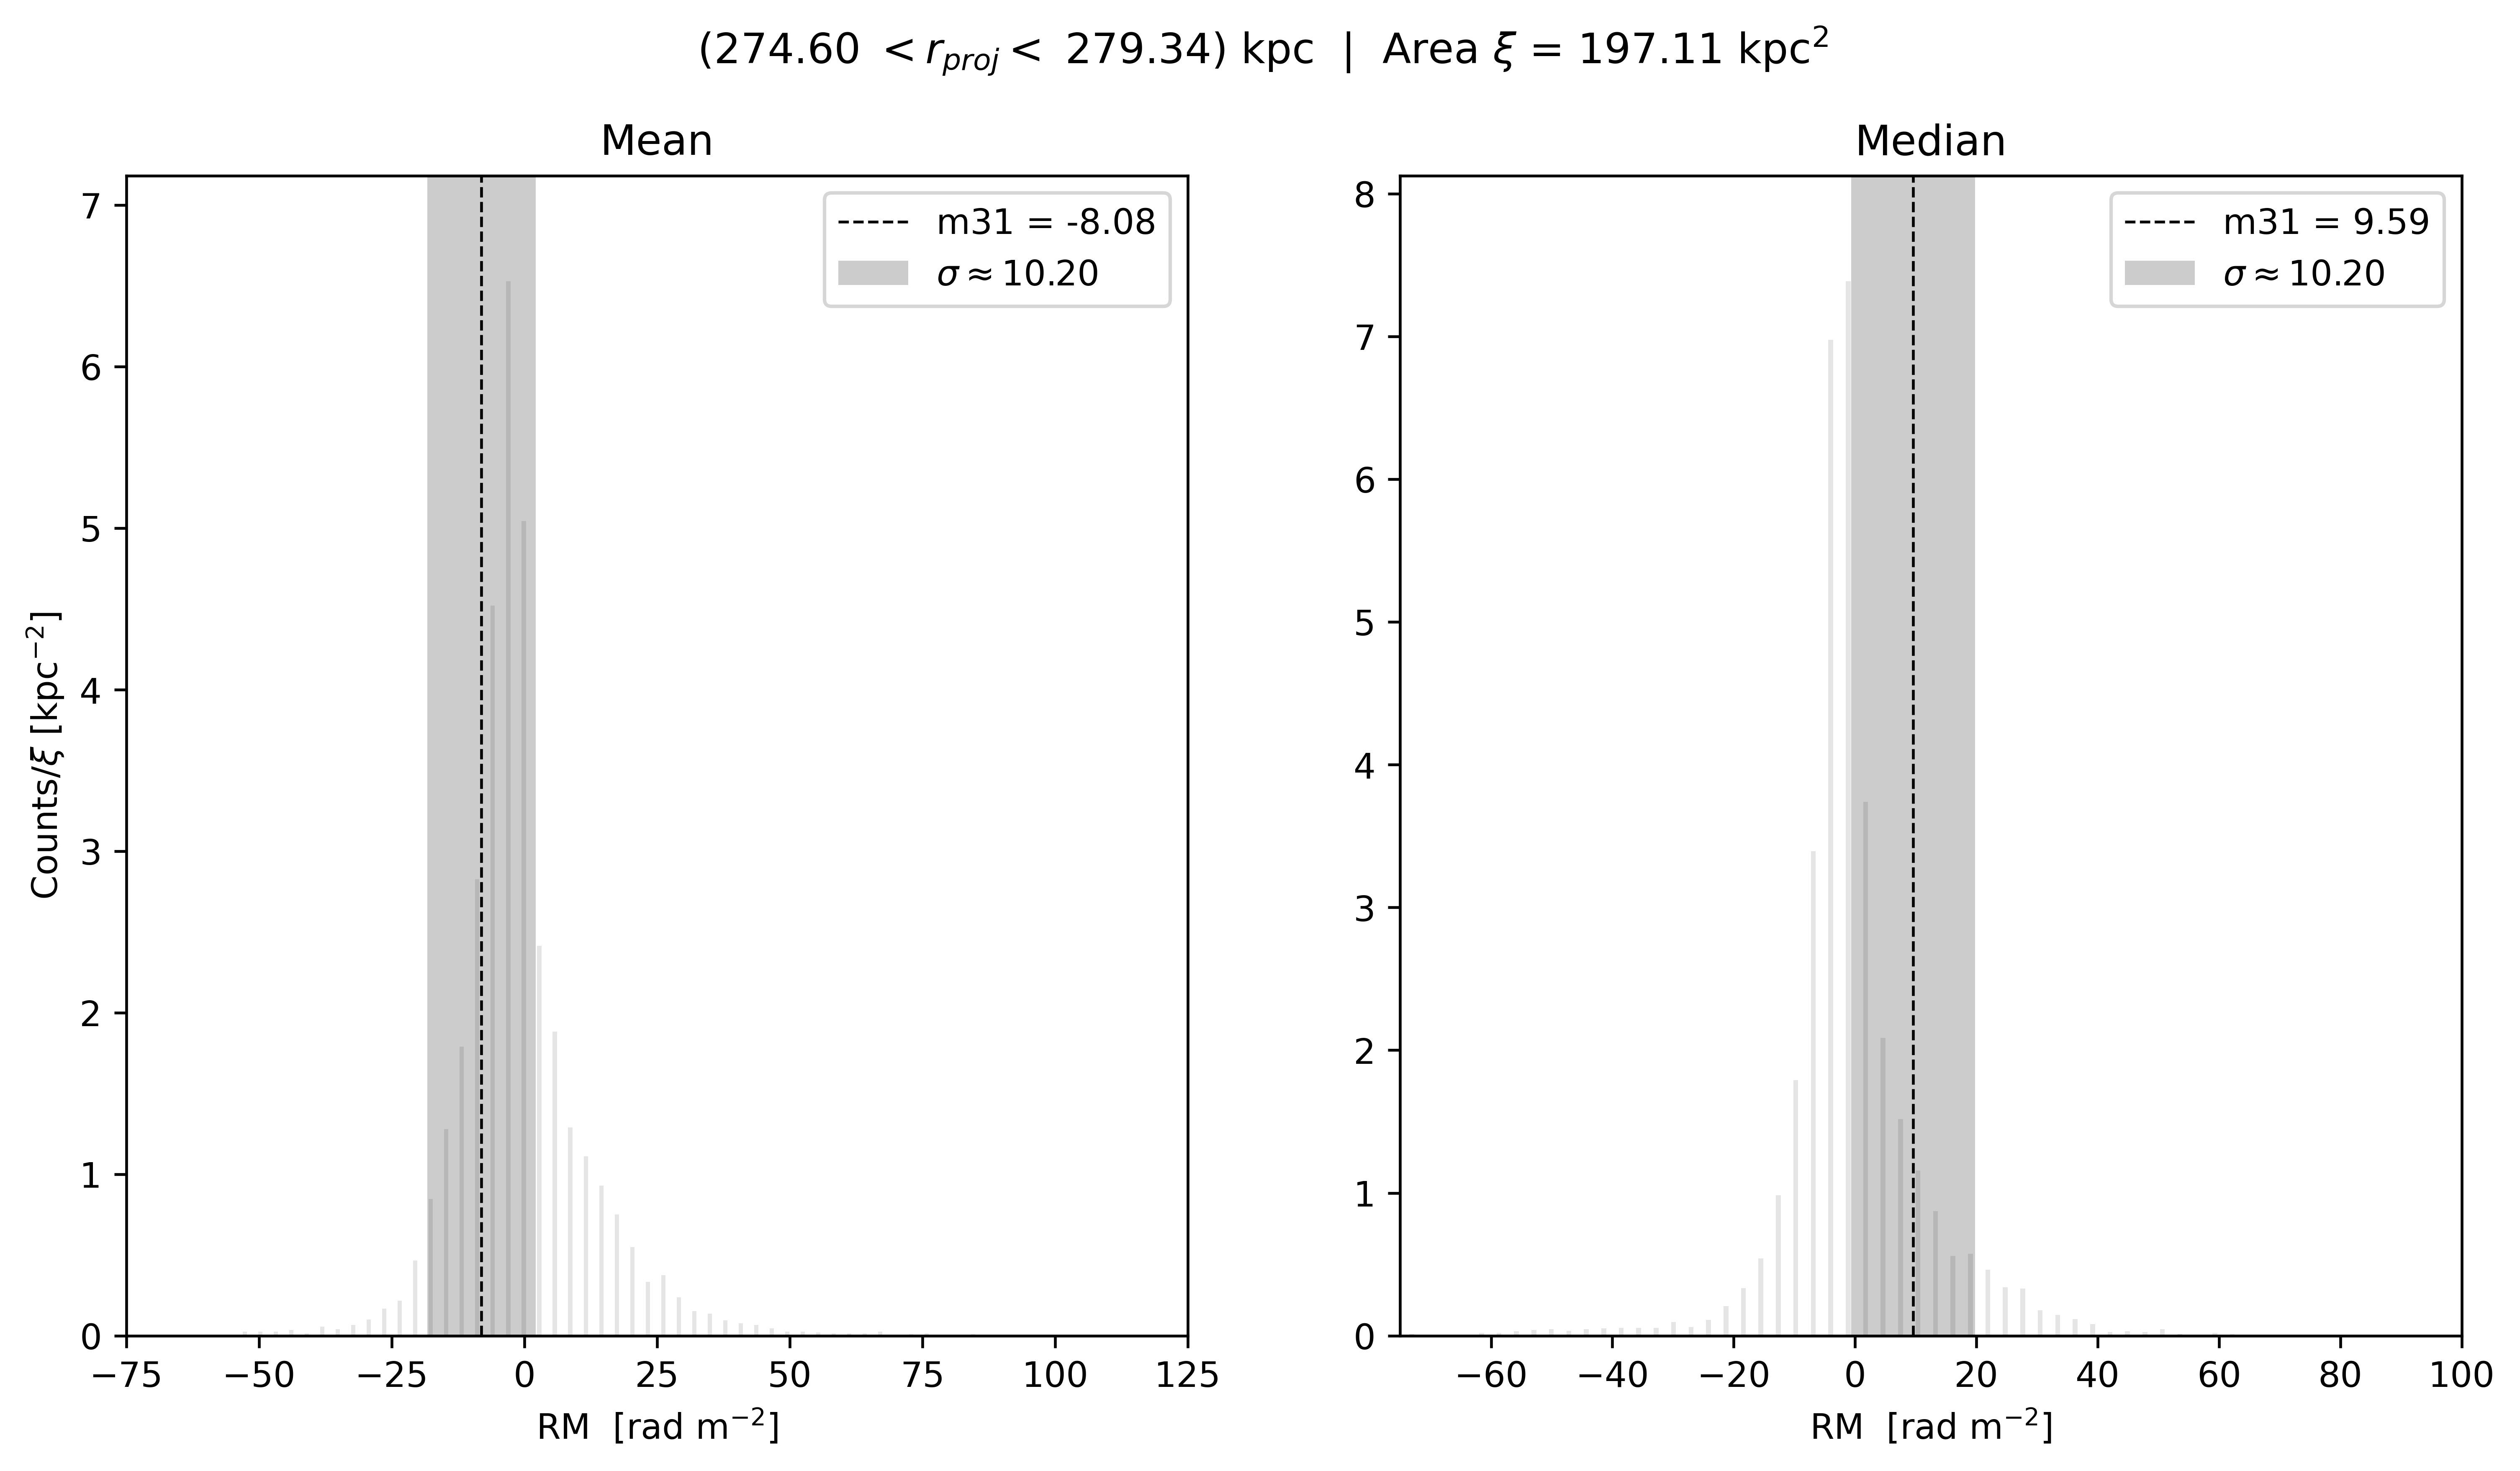 (274.60 < r_proj < 279.34) kpc | Area ξ = 197.11 kpc²
Mean
m31 = -8.08
σ ≈ 10.20
7
6
5
4
3
2
1
0
Counts/ξ [kpc⁻²]
−75 −50 −25 0 25 50 75 100 125
RM [rad m⁻²]
Median
m31 = 9.59
σ ≈ 10.20
8
7
6
5
4
3
2
1
0
−60 −40 −20 0 20 40 60 80 100
RM [rad m⁻²]